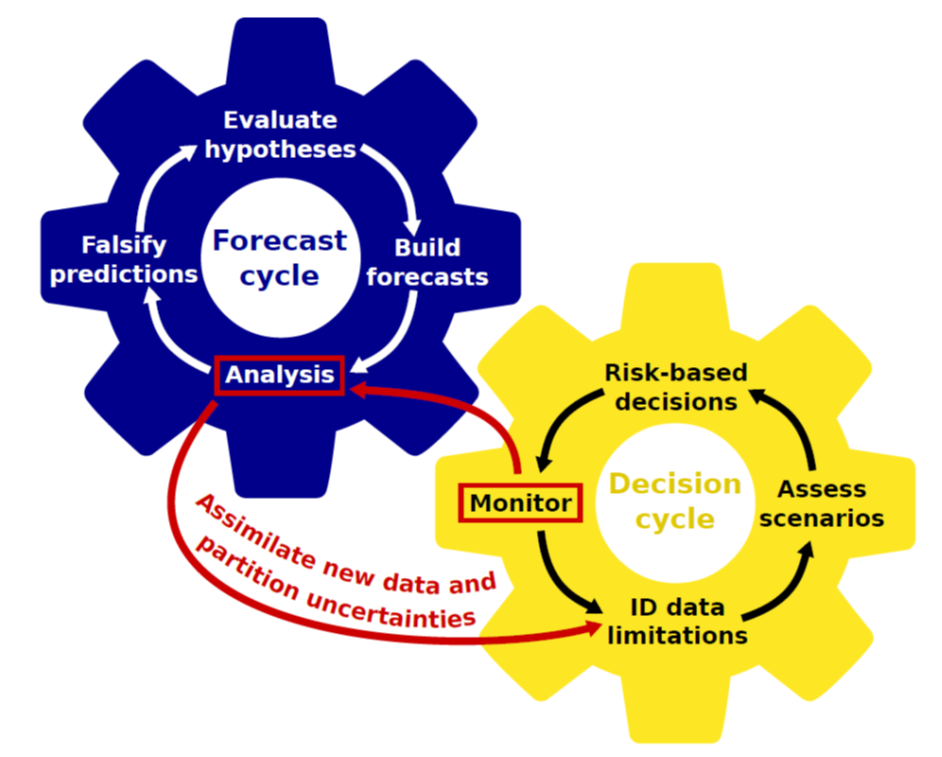 Evaluate
hypotheses
Forecast
cycle
Falsify
predictions
Build
forecasts
Analysis
Assimilate new data and
partition uncertainties
Risk-based
decisions
Decision
cycle
Monitor
Assess
scenarios
ID data
limitations